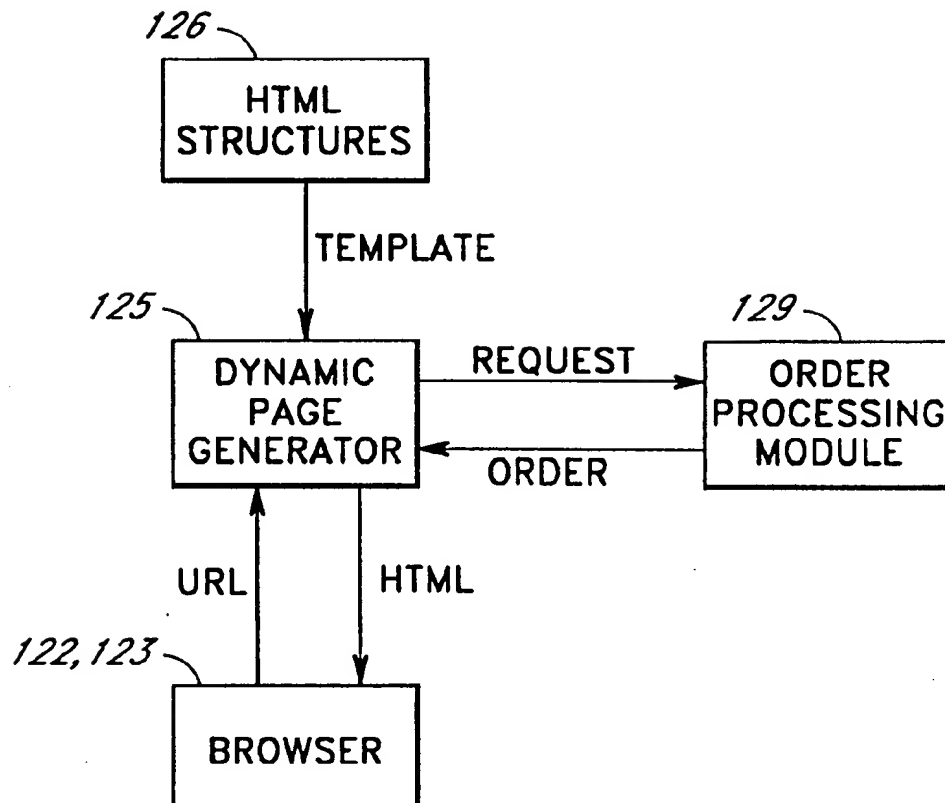 126
HTML
STRUCTURES
TEMPLATE
125
DYNAMIC
PAGE
GENERATOR
REQUEST
ORDER
129
ORDER
PROCESSING
MODULE
URL
HTML
122, 123
BROWSER